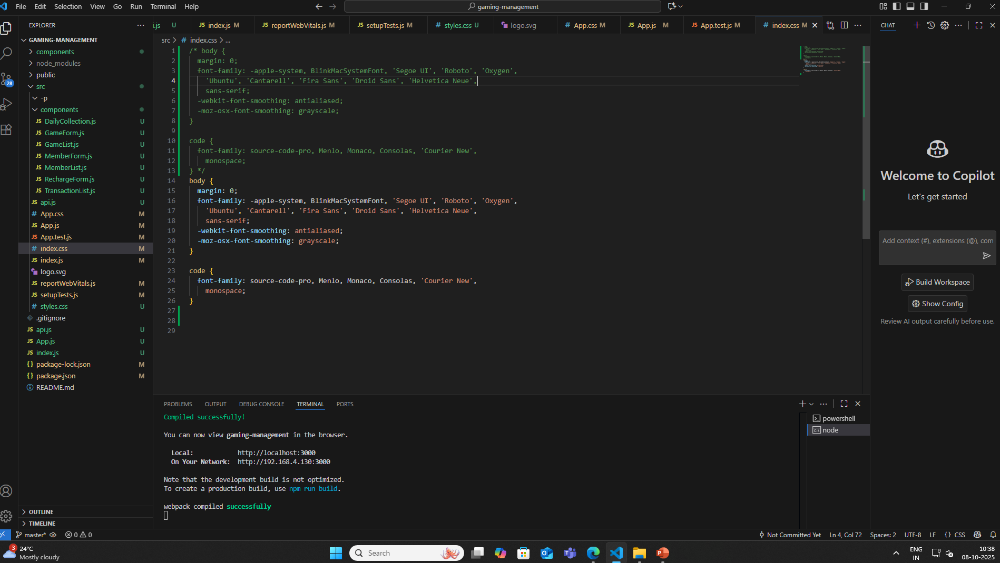 File Edit Selection View Go Run Terminal Help
gaming-management
EXPLORER
GAMING-MANAGEMENT
components
node_modules
public
src
-p
components
DailyCollection.js U
GameForm.js U
GameList.js U
MemberForm.js U
MemberList.js U
RechargeForm.js U
TransactionList.js U
api.js U
App.css M
App.js M
App.test.js M
index.css M
index.js M
logo.svg
reportWebVitals.js M
setupTests.js M
styles.css U
.gitignore
api.js U
App.js U
index.js U
package-lock.json M
package.json M
README.md
OUTLINE
TIMELINE
28
i.js U index.js M reportWebVitals.js M setupTests.js M styles.css U logo.svg App.css M App.js M App.test.js M index.css M
src > # index.css > ...
1 /* body {
2 margin: 0;
3 font-family: -apple-system, BlinkMacSystemFont, 'Segoe UI', 'Roboto', 'Oxygen',
4 'Ubuntu', 'Cantarell', 'Fira Sans', 'Droid Sans', 'Helvetica Neue',
5 sans-serif;
6 -webkit-font-smoothing: antialiased;
7 -moz-osx-font-smoothing: grayscale;
8 }
9
10 code {
11 font-family: source-code-pro, Menlo, Monaco, Consolas, 'Courier New',
12 monospace;
13 } */
14 body {
15 margin: 0;
16 font-family: -apple-system, BlinkMacSystemFont, 'Segoe UI', 'Roboto', 'Oxygen',
17 'Ubuntu', 'Cantarell', 'Fira Sans', 'Droid Sans', 'Helvetica Neue',
18 sans-serif;
19 -webkit-font-smoothing: antialiased;
20 -moz-osx-font-smoothing: grayscale;
21 }
22
23 code {
24 font-family: source-code-pro, Menlo, Monaco, Consolas, 'Courier New',
25 monospace;
26 }
27
28
29
PROBLEMS OUTPUT DEBUG CONSOLE TERMINAL PORTS
Compiled successfully!
You can now view gaming-management in the browser.
Local: http://localhost:3000
On Your Network: http://192.168.4.130:3000
Note that the development build is not optimized.
To create a production build, use npm run build.
webpack compiled successfully
powershell
node
CHAT
Welcome to Copilot
Let's get started
Add context (#), extensions (@), com
Build Workspace
Show Config
Review AI output carefully before use.
master* 0 0
Not Committed Yet Ln 4, Col 72 Spaces: 2 UTF-8 LF {} CSS
3
24°C
Mostly cloudy
Search
ENG
IN
10:38
08-10-2025